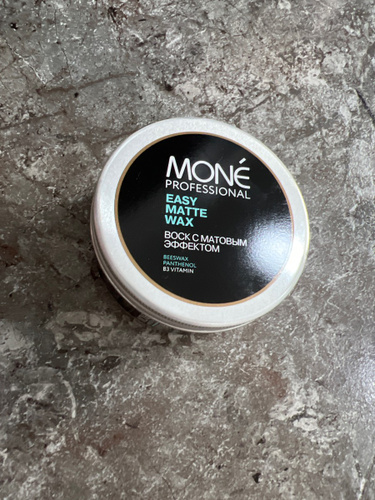 MONÉ
PROFESSIONAL
EASY
MATTE
WAX
ВОСК С МАТОВЫМ
ЭФФЕКТОМ
BEESWAX
PANTHENOL
B3 VITAMIN